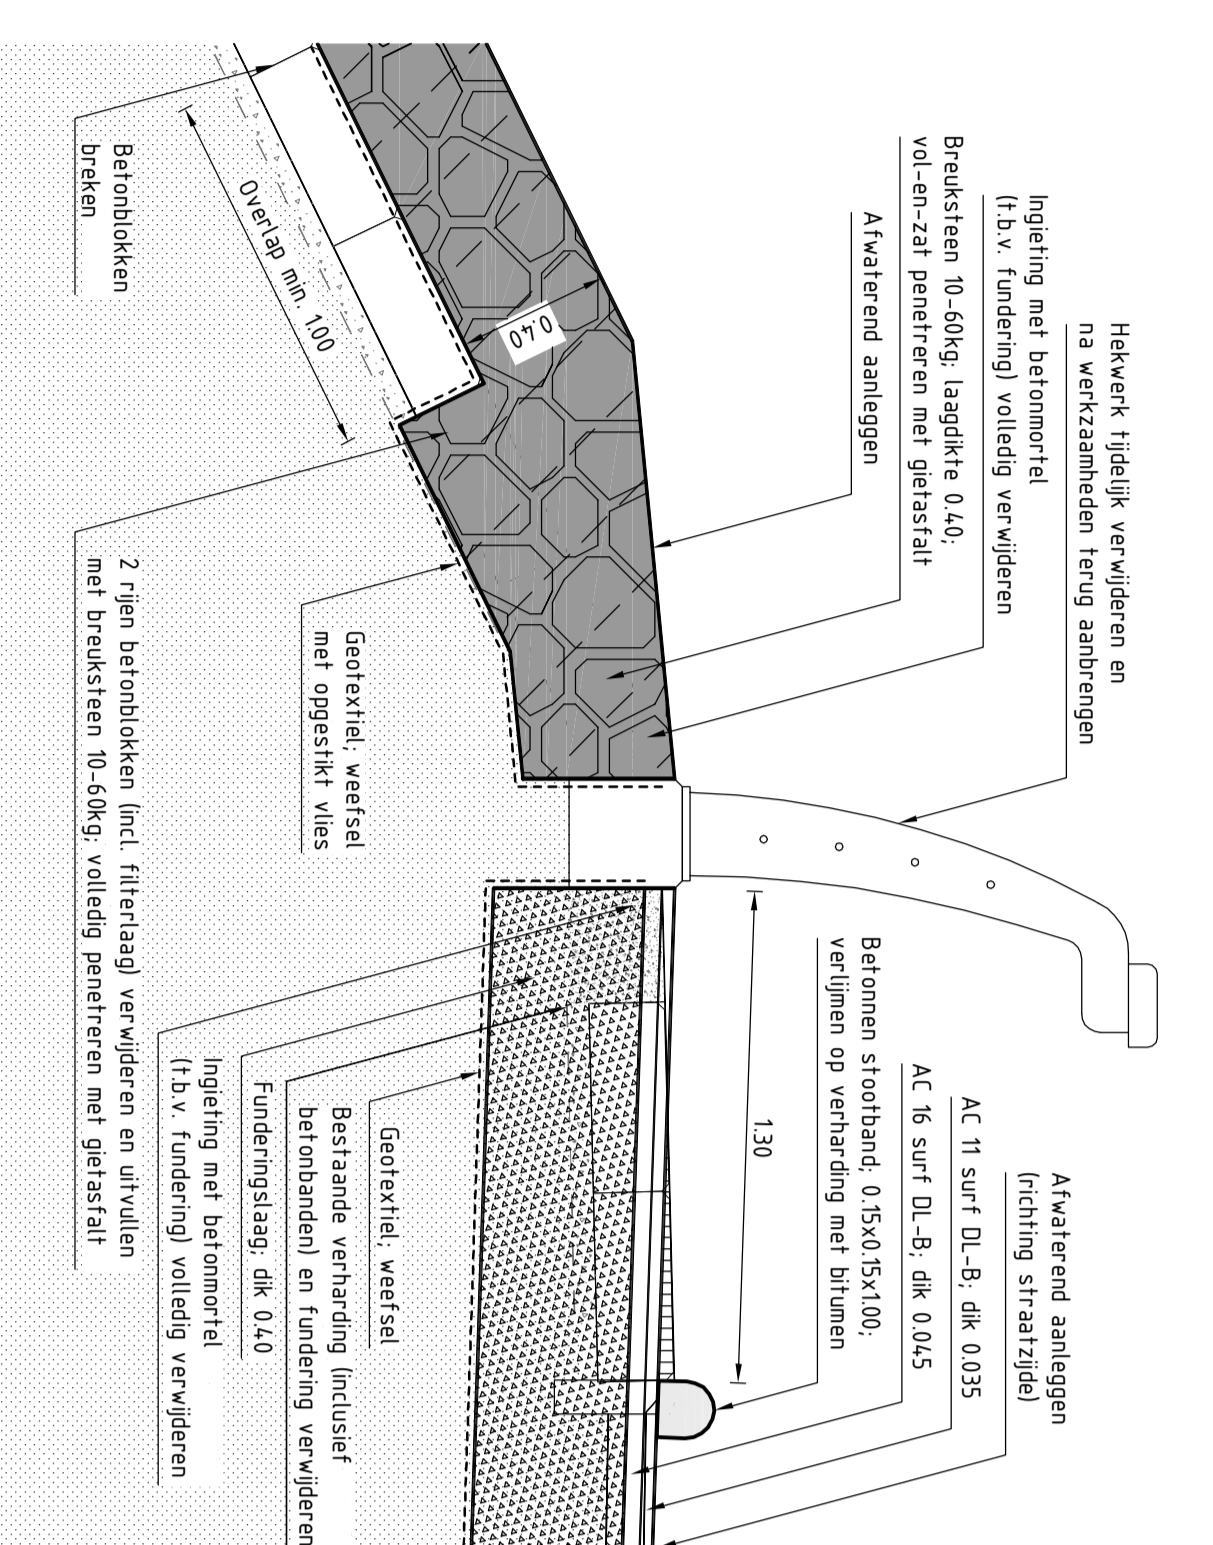 Hekwerk tijdelijk verwijderen en
na werkzaamheden terug aanbrengen
Ingieting met betonmortel
(t.b.v. fundering) volledig verwijderen
Breuksteen 10-60kg; laagdikte 0.40;
vol-en-zat penetreren met gietasfalt
Afwaterend aanleggen
0.40
Overlap min. 1.00
Betonblokken
breken
Geotextiel; weefsel
met opgestikt vlies
2 rijen betonblokken (incl. filterlaag) verwijderen en uitvullen
met breuksteen 10-60kg; volledig penetreren met gietasfalt
Afwaterend aanleggen
(richting straatzijde)
AC 11 surf DL-B; dik 0.035
AC 16 surf DL-B; dik 0.045
Betonnen stootband; 0.15x0.15x1.00;
verlijmen op verharding met bitumen
1.30
Geotextiel; weefsel
Bestaande verharding (inclusief
betonbanden) en fundering verwijderen
Funderingslaag; dik 0.40
Ingieting met betonmortel
(t.b.v. fundering) volledig verwijderen